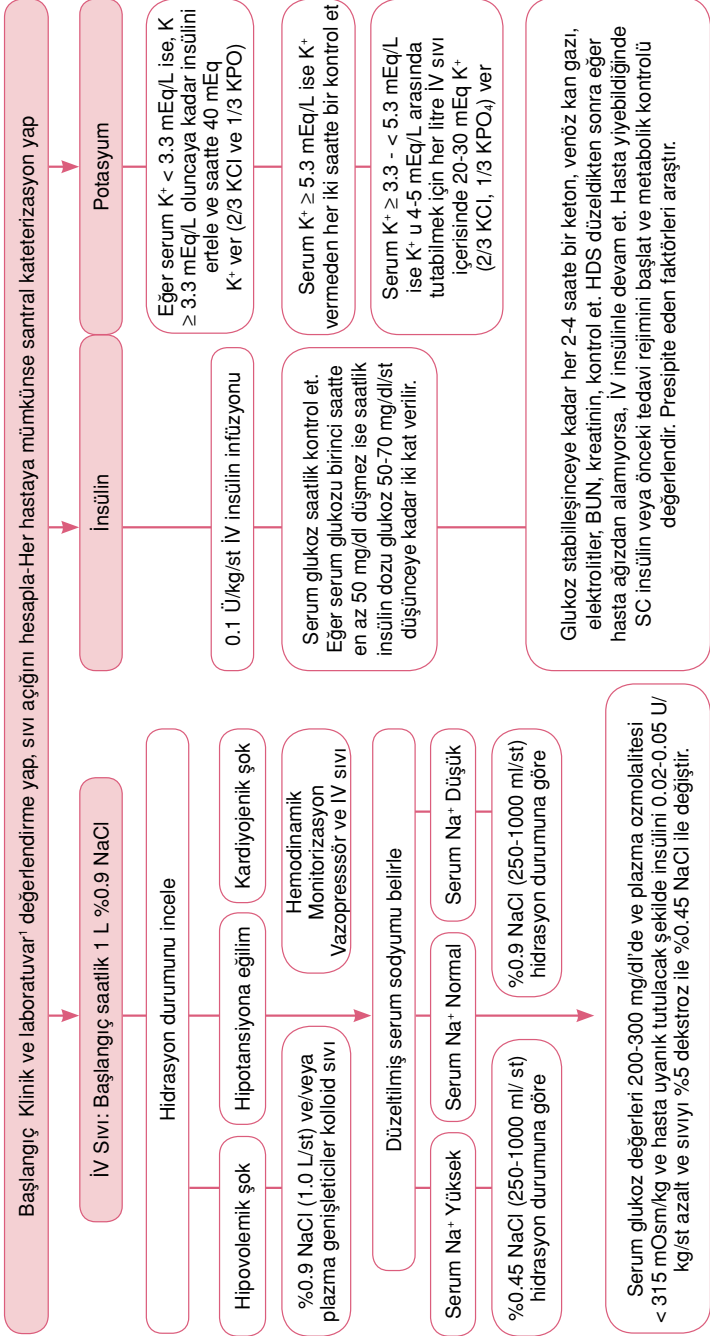 Başlangıç Klinik ve laboratuvar¹ değerlendirme yap, sıvı açığını hesapla-Her hastaya mümkünse santral kateterizasyon yap
İV Sıvı: Başlangıç saatlik 1 L %0.9 NaCl
Hidrasyon durumunu incele
Hipovolemik şok
Hipotansiyona eğilim
Kardiyojenik şok
%0.9 NaCl (1.0 L/st) ve/veya
plazma genişleticiler kolloid sıvı
Hemodinamik
Monitorizasyon
Vazopresssör ve IV sıvı
Düzeltilmiş serum sodyumu belirle
Serum Na⁺ Yüksek
Serum Na⁺ Normal
Serum Na⁺ Düşük
%0.45 NaCl (250-1000 ml/ st)
hidrasyon durumuna göre
%0.9 NaCl (250-1000 ml/st)
hidrasyon durumuna göre
Serum glukoz değerleri 200-300 mg/dl'de ve plazma ozmolalitesi
< 315 mOsm/kg ve hasta uyanık tutulacak şekilde insülini 0.02-0.05 U/
kg/st azalt ve sıvıyı %5 dekstroz ile %0.45 NaCl ile değiştir.
İnsülin
0.1 Ü/kg/st İV insülin infüzyonu
Serum glukoz saatlik kontrol et.
Eğer serum glukozu birinci saatte
en az 50 mg/dl düşmez ise saatlik
insülin dozu glukoz 50-70 mg/dl/st
düşünceye kadar iki kat verilir.
Potasyum
Eğer serum K⁺ < 3.3 mEq/L ise, K
≥ 3.3 mEq/L oluncaya kadar insülini
ertele ve saatte 40 mEq
K⁺ ver (2/3 KCl ve 1/3 KPO)
Serum K⁺ ≥ 5.3 mEq/L ise K⁺
vermeden her iki saatte bir kontrol et.
Serum K⁺ ≥ 3.3 - < 5.3 mEq/L
ise K⁺ u 4-5 mEq/L arasında
tutabilmek için her litre İV sıvı
içerisinde 20-30 mEq K⁺
(2/3 KCl, 1/3 KPO₄) ver
Glukoz stabilleşinceye kadar her 2-4 saate bir keton, venöz kan gazı,
elektrolitler, BUN, kreatinin, kontrol et. HDS düzeldikten sonra eğer
hasta ağızdan alamıyorsa, İV insülinle devam et. Hasta yiyebildiğinde
SC insülin veya önceki tedavi rejimini başlat ve metabolik kontrolü
değerlendir. Presipite eden faktörleri araştır.